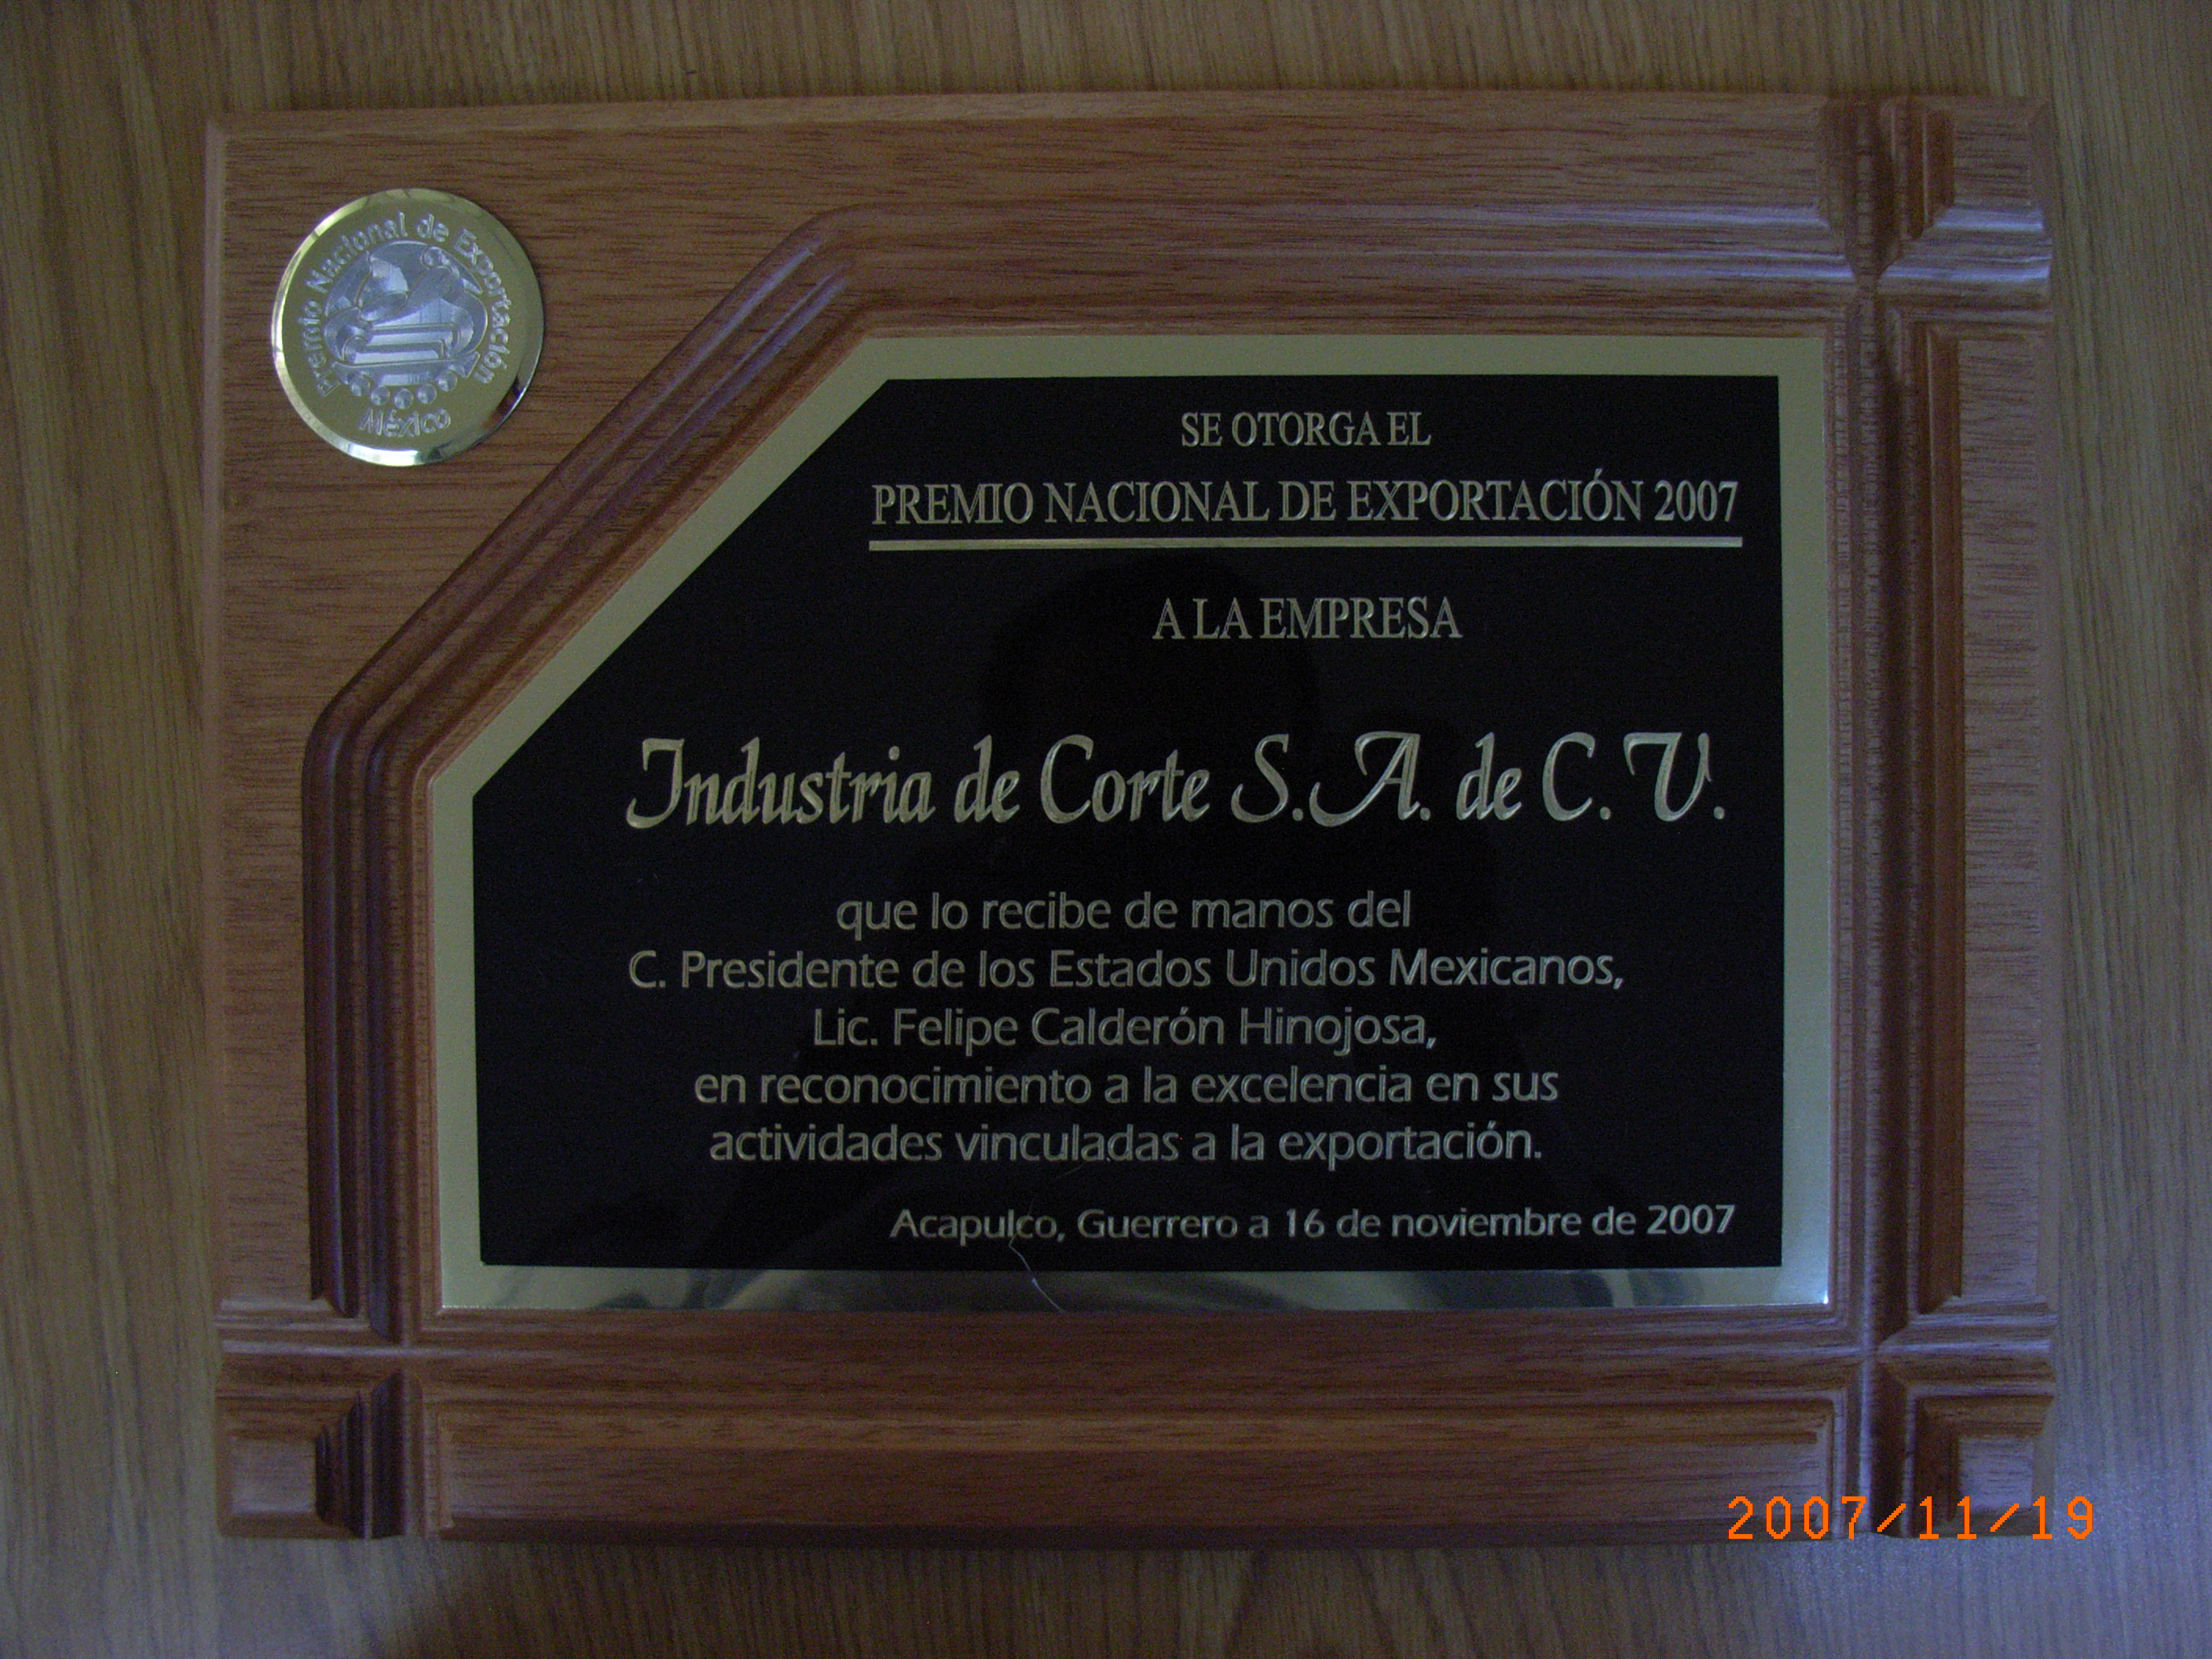 Premio Nacional de Exportación
México
SE OTORGA EL
PREMIO NACIONAL DE EXPORTACIÓN 2007
A LA EMPRESA
Industria de Corte S.A. de C.V.
que lo recibe de manos del
C. Presidente de los Estados Unidos Mexicanos,
Lic. Felipe Calderón Hinojosa,
en reconocimiento a la excelencia en sus
actividades vinculadas a la exportación.
Acapulco, Guerrero a 16 de noviembre de 2007
2007/11/19